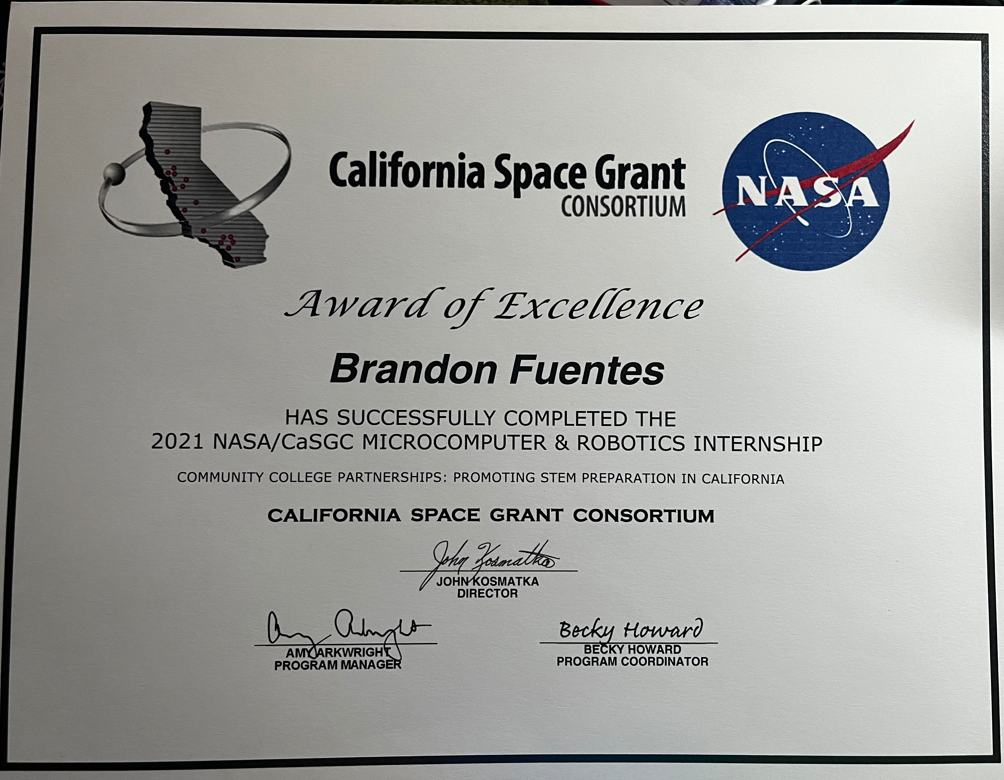 California Space Grant
CONSORTIUM
NASA
Award of Excellence
Brandon Fuentes
HAS SUCCESSFULLY COMPLETED THE
2021 NASA/CaSGC MICROCOMPUTER & ROBOTICS INTERNSHIP
COMMUNITY COLLEGE PARTNERSHIPS: PROMOTING STEM PREPARATION IN CALIFORNIA
CALIFORNIA SPACE GRANT CONSORTIUM
John Kosmatka
JOHN KOSMATKA
DIRECTOR
Amy Arkwright
AMY ARKWRIGHT
PROGRAM MANAGER
Becky Howard
BECKY HOWARD
PROGRAM COORDINATOR